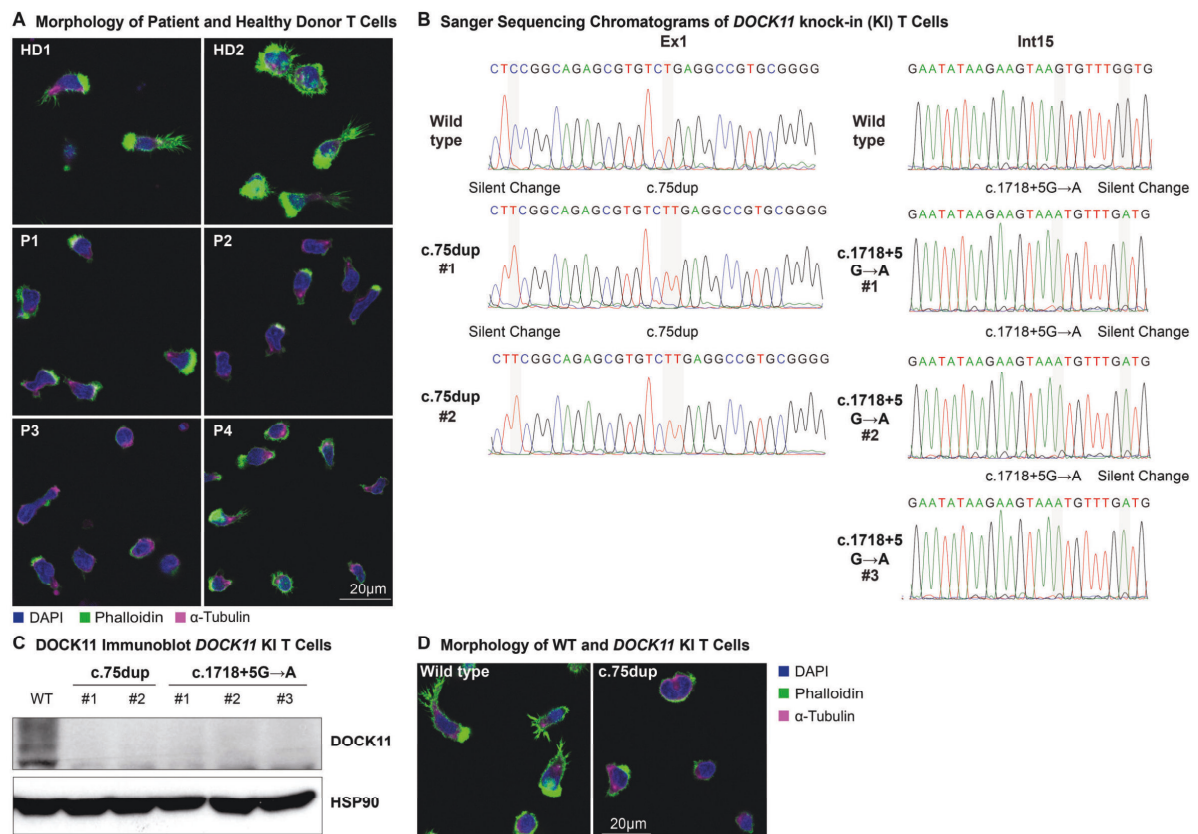 A Morphology of Patient and Healthy Donor T Cells
HD1
HD2
P1
P2
P3
P4
20µm
DAPI Phalloidin α-Tubulin
B Sanger Sequencing Chromatograms of DOCK11 knock-in (KI) T Cells
Ex1
CTCCGGCAGAGCGTGTCTGAGGCCGTGCGGGG
Wild
type
Silent Change c.75dup
CTTCGGCAGAGCGTGTCTTGAGGCCGTGCGGGG
c.75dup
#1
Silent Change c.75dup
CTTCGGCAGAGCGTGTCTTGAGGCCGTGCGGGG
c.75dup
#2
Int15
GAATATAAGAAGTAAGTGTTTGGTG
Wild
type
c.1718+5G→A Silent Change
GAATATAAGAAGTAAATGTTTGATG
c.1718+5
G→A
#1
c.1718+5G→A Silent Change
GAATATAAGAAGTAAATGTTTGATG
c.1718+5
G→A
#2
c.1718+5G→A Silent Change
GAATATAAGAAGTAAATGTTTGATG
c.1718+5
G→A
#3
C DOCK11 Immunoblot DOCK11 KI T Cells
c.75dup c.1718+5G→A
WT #1 #2 #1 #2 #3
DOCK11
HSP90
D Morphology of WT and DOCK11 KI T Cells
Wild type
c.75dup
20µm
DAPI
Phalloidin
α-Tubulin